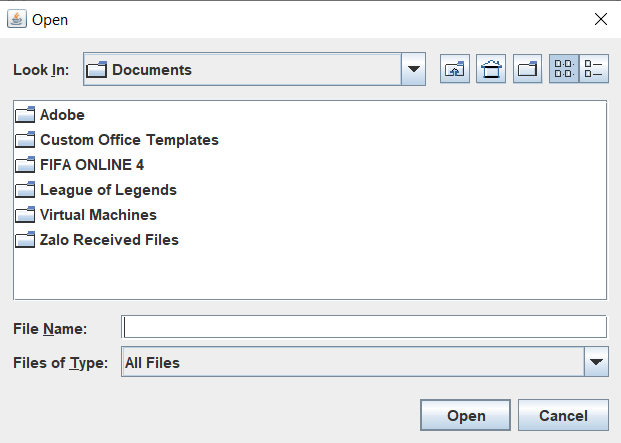 Open
Look In: Documents
Adobe
Custom Office Templates
FIFA ONLINE 4
League of Legends
Virtual Machines
Zalo Received Files
File Name:
Files of Type: All Files
Open Cancel